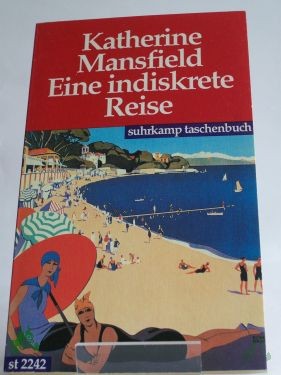 Katherine
Mansfield
Eine indiskrete
Reise
suhrkamp taschenbuch
st 2242